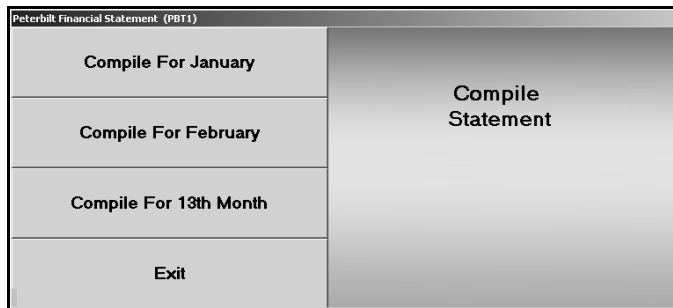 Peterbilt Financial Statement (PBT1)
Compile For January
Compile For February
Compile For 13th Month
Exit
Compile
Statement